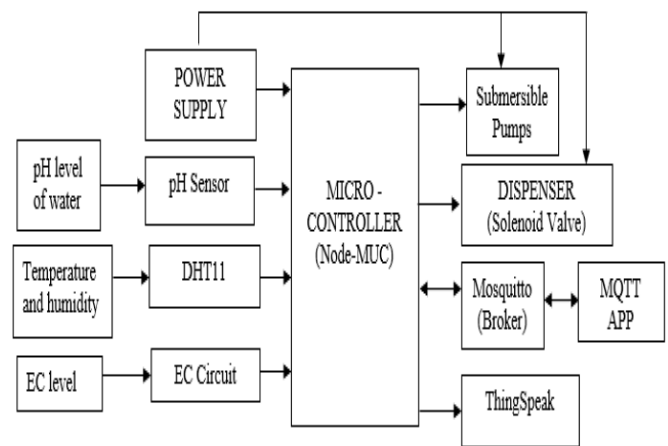 POWER
SUPPLY
Submersible
Pumps
pH level
of water
pH Sensor
MICRO -
CONTROLLER
(Node-MUC)
DISPENSER
(Solenoid Valve)
Temperature
and humidity
DHT11
Mosquitto
(Broker)
MQTT
APP
EC level
EC Circuit
ThingSpeak